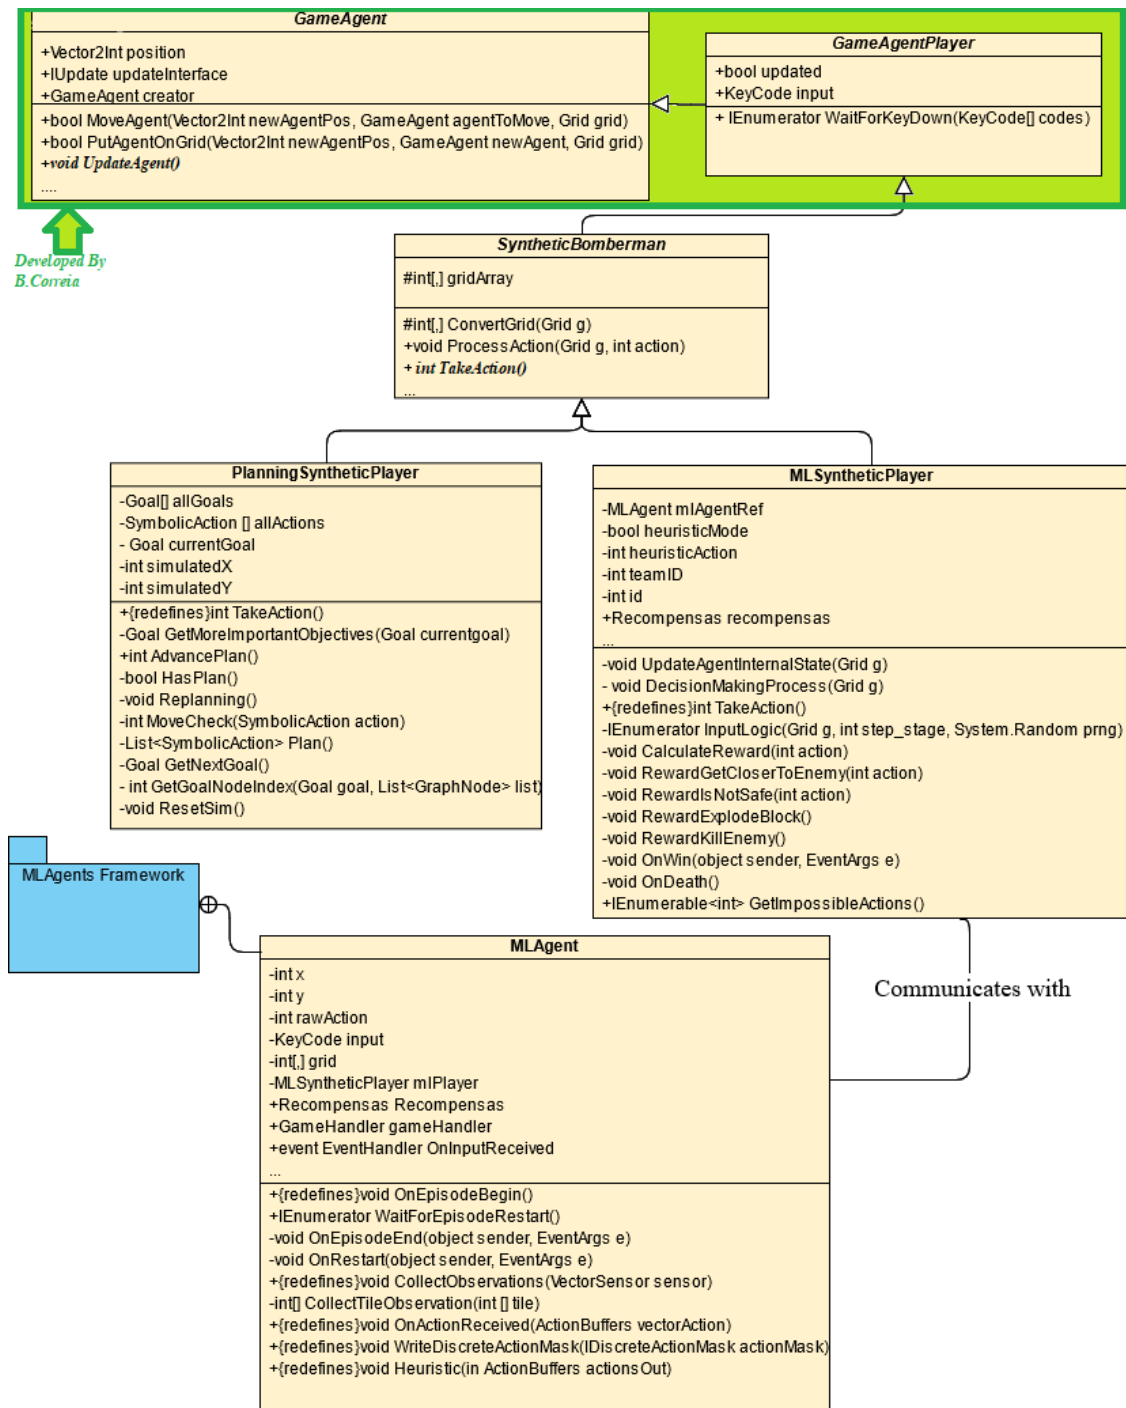 GameAgent
+Vector2Int position
+IUpdate updateInterface
+GameAgent creator
+bool MoveAgent(Vector2Int newAgentPos, GameAgent agentToMove, Grid grid)
+bool PutAgentOnGrid(Vector2Int newAgentPos, GameAgent newAgent, Grid grid)
+void UpdateAgent()
....
GameAgentPlayer
+bool updated
+KeyCode input
+ IEnumerator WaitForKeyDown(KeyCode[] codes)
Developed By
B.Correia
SyntheticBomberman
#int[,] gridArray
#int[,] ConvertGrid(Grid g)
+void ProcessAction(Grid g, int action)
+ int TakeAction()
...
PlanningSyntheticPlayer
-Goal[] allGoals
-SymbolicAction [] allActions
- Goal currentGoal
-int simulatedX
-int simulatedY
+{redefines}int TakeAction()
-Goal GetMoreImportantObjectives(Goal currentgoal)
+int AdvancePlan()
-bool HasPlan()
-void Replanning()
-int MoveCheck(SymbolicAction action)
-List<SymbolicAction> Plan()
-Goal GetNextGoal()
- int GetGoalNodeIndex(Goal goal, List<GraphNode> list)
-void ResetSim()
MLSyntheticPlayer
-MLAgent mlAgentRef
-bool heuristicMode
-int heuristicAction
-int teamID
-int id
+Recompensas recompensas
...
-void UpdateAgentInternalState(Grid g)
- void DecisionMakingProcess(Grid g)
+{redefines}int TakeAction()
-IEnumerator InputLogic(Grid g, int step_stage, System.Random prng)
-void CalculateReward(int action)
-void RewardGetCloserToEnemy(int action)
-void RewardIsNotSafe(int action)
-void RewardExplodeBlock()
-void RewardKillEnemy()
-void OnWin(object sender, EventArgs e)
-void OnDeath()
+IEnumerable<int> GetImpossibleActions()
MLAgents Framework
Communicates with
MLAgent
-int x
-int y
-int rawAction
-KeyCode input
-int[,] grid
-MLSyntheticPlayer mlPlayer
+Recompensas Recompensas
+GameHandler gameHandler
+event EventHandler OnInputReceived
...
+{redefines}void OnEpisodeBegin()
+IEnumerator WaitForEpisodeRestart()
-void OnEpisodeEnd(object sender, EventArgs e)
-void OnRestart(object sender, EventArgs e)
+{redefines}void CollectObservations(VectorSensor sensor)
-int[] CollectTileObservation(int [] tile)
+{redefines}void OnActionReceived(ActionBuffers vectorAction)
+{redefines}void WriteDiscreteActionMask(IDiscreteActionMask actionMask)
+{redefines}void Heuristic(in ActionBuffers actionsOut)